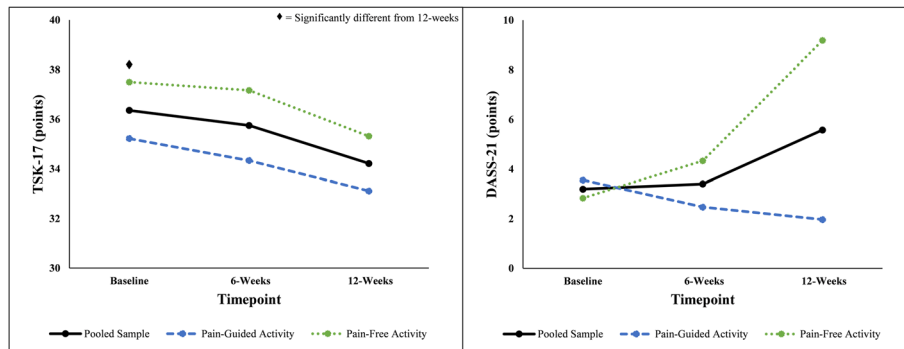 ♦ = Significantly different from 12-weeks
TSK-17 (points)
40
38
36
34
32
30
Baseline
6-Weeks
12-Weeks
Timepoint
Pooled Sample
Pain-Guided Activity
Pain-Free Activity
DASS-21 (points)
10
8
6
4
2
0
Baseline
6-Weeks
12-Weeks
Timepoint
Pooled Sample
Pain-Guided Activity
Pain-Free Activity